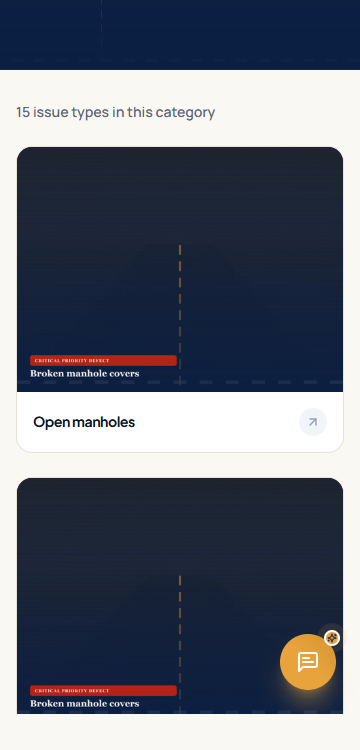 15 issue types in this category
CRITICAL PRIORITY DEFECT
Broken manhole covers
Open manholes
CRITICAL PRIORITY DEFECT
Broken manhole covers